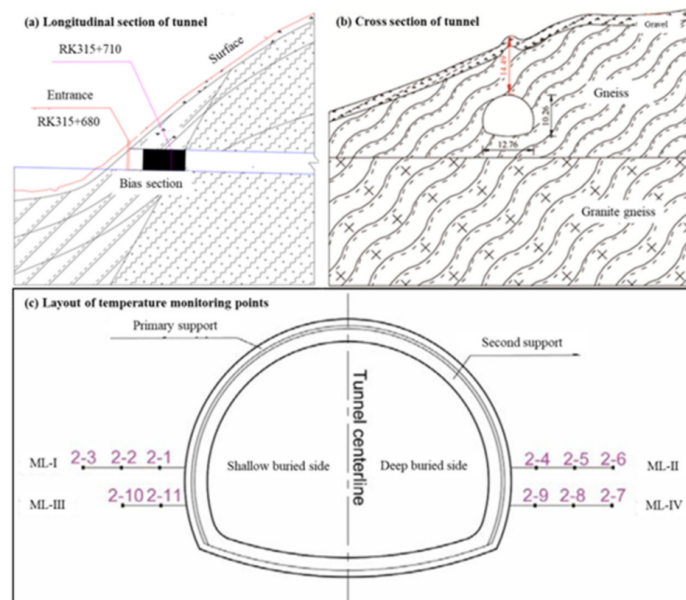 (a) Longitudinal section of tunnel
RK315+710
Surface
Entrance
RK315+680
Bias section
(b) Cross section of tunnel
Gravel
14.49
Gneiss
10.26
12.76
Granite gneiss
(c) Layout of temperature monitoring points
Primary support
Second support
Tunnel centerline
Shallow buried side
Deep buried side
ML-I
2-3 2-2 2-1
2-4 2-5 2-6
ML-II
ML-III
2-10 2-11
2-9 2-8 2-7
ML-IV